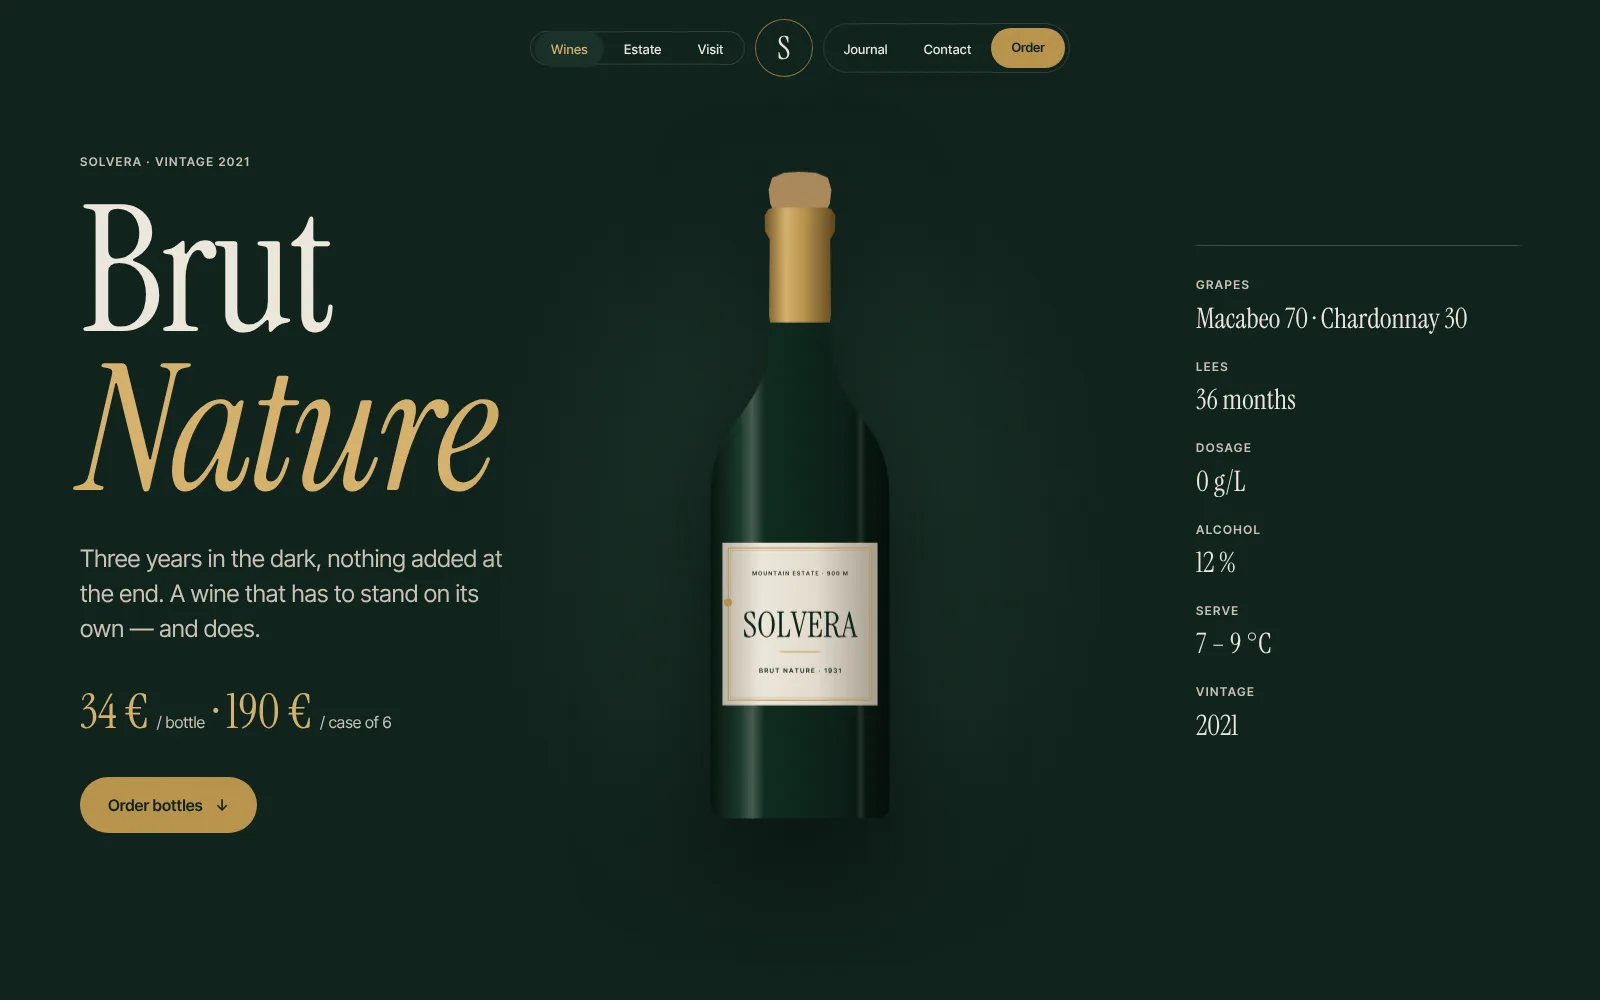 Wines Estate Visit S Journal Contact Order
SOLVERA · VINTAGE 2021
Brut
Nature
Three years in the dark, nothing added at
the end. A wine that has to stand on its
own — and does.
34 € / bottle · 190 € / case of 6
Order bottles ↓
MOUNTAIN ESTATE · 900 M
SOLVERA
BRUT NATURE · 1931
GRAPES
Macabeo 70 · Chardonnay 30
LEES
36 months
DOSAGE
0 g/L
ALCOHOL
12 %
SERVE
7 – 9 °C
VINTAGE
2021